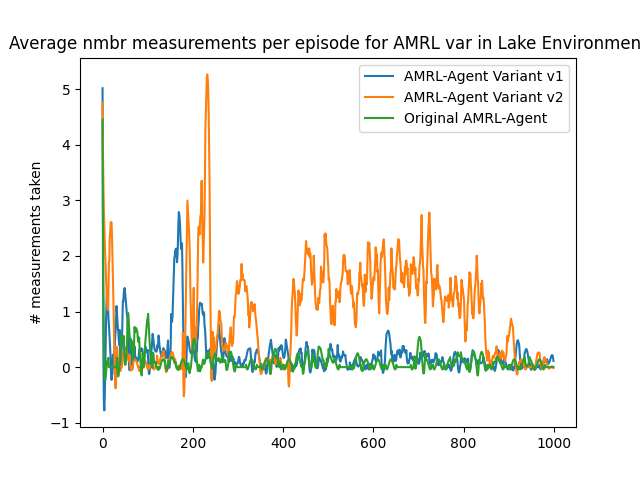 Average nmbr measurements per episode for AMRL var in Lake Environmen
AMRL-Agent Variant v1
AMRL-Agent Variant v2
Original AMRL-Agent
# measurements taken
5
4
3
2
1
0
−1
0
200
400
600
800
1000